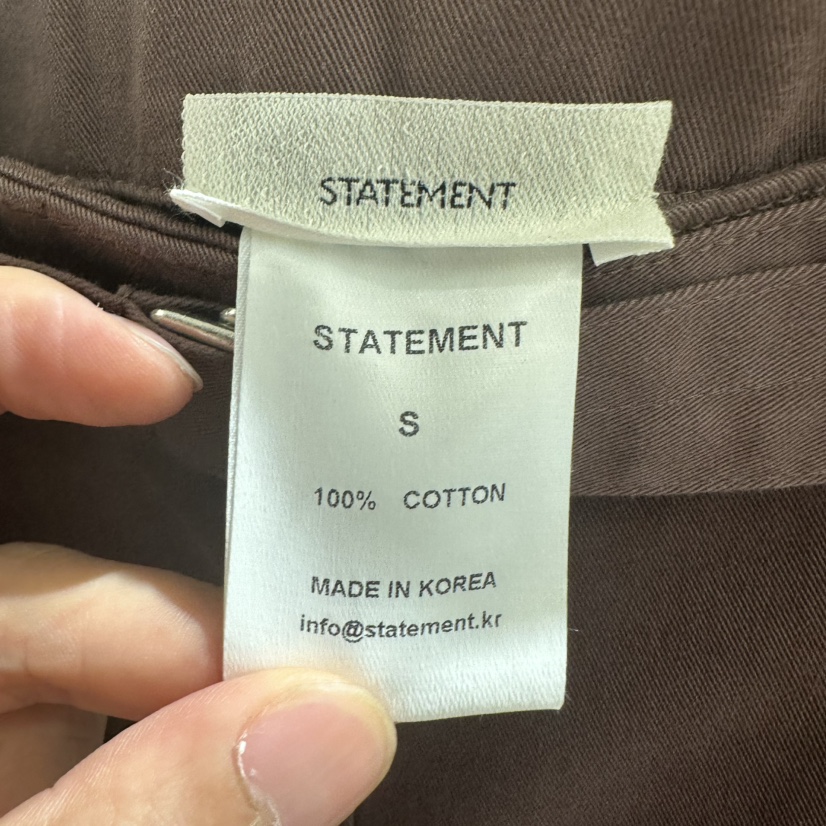 STATEMENT
STATEMENT
S
100% COTTON
MADE IN KOREA
info@statement.kr